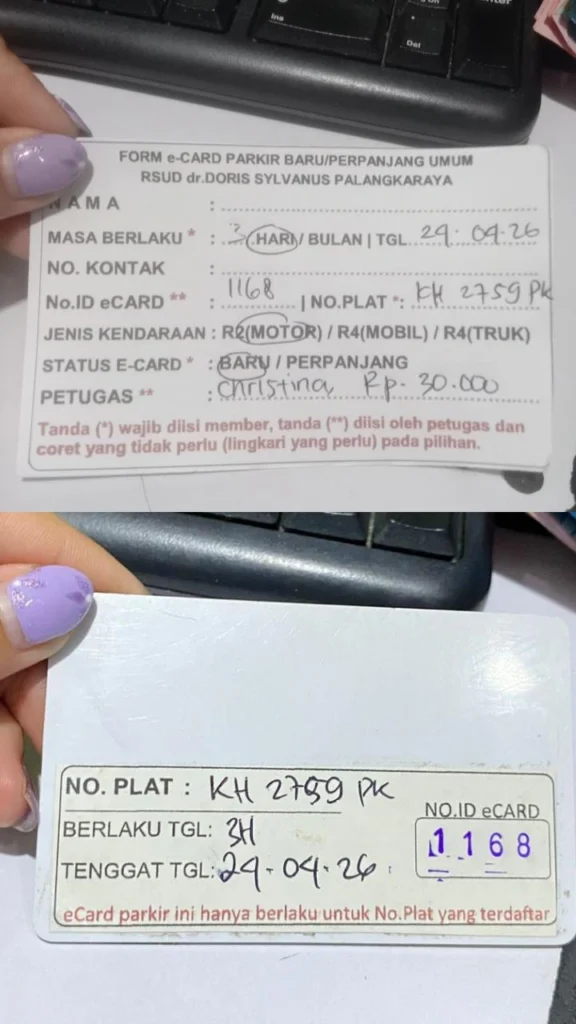 Ins
Del
FORM e-CARD PARKIR BARU/PERPANJANG UMUM
RSUD dr.DORIS SYLVANUS PALANGKARAYA
NAMA :
MASA BERLAKU * : 3 HARI / BULAN | TGL 29.04.26
NO. KONTAK :
No.ID eCARD ** : 1168 | NO.PLAT *: KH 2759 PK
JENIS KENDARAAN : R2(MOTOR) / R4(MOBIL) / R4(TRUK)
STATUS E-CARD * : BARU / PERPANJANG
PETUGAS ** : Christina Rp. 30.000
Tanda (*) wajib diisi member, tanda (**) diisi oleh petugas dan
coret yang tidak perlu (lingkari yang perlu) pada pilihan.
NO. PLAT : KH 2759 PK
BERLAKU TGL: 3H
TENGGAT TGL: 29-04-26
NO.ID eCARD
1168
eCard parkir ini hanya berlaku untuk No.Plat yang terdaftar